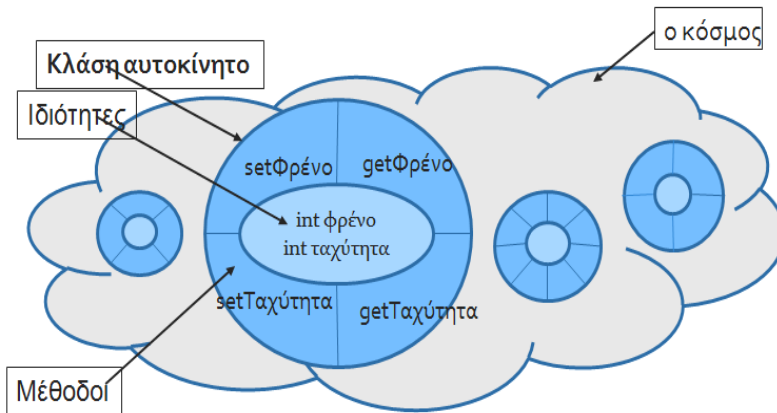 ο κόσμος
Κλάση αυτοκίνητο
Ιδιότητες
setΦρένο
getΦρένο
int φρένο
int ταχύτητα
setΤαχύτητα
getΤαχύτητα
Μέθοδοι